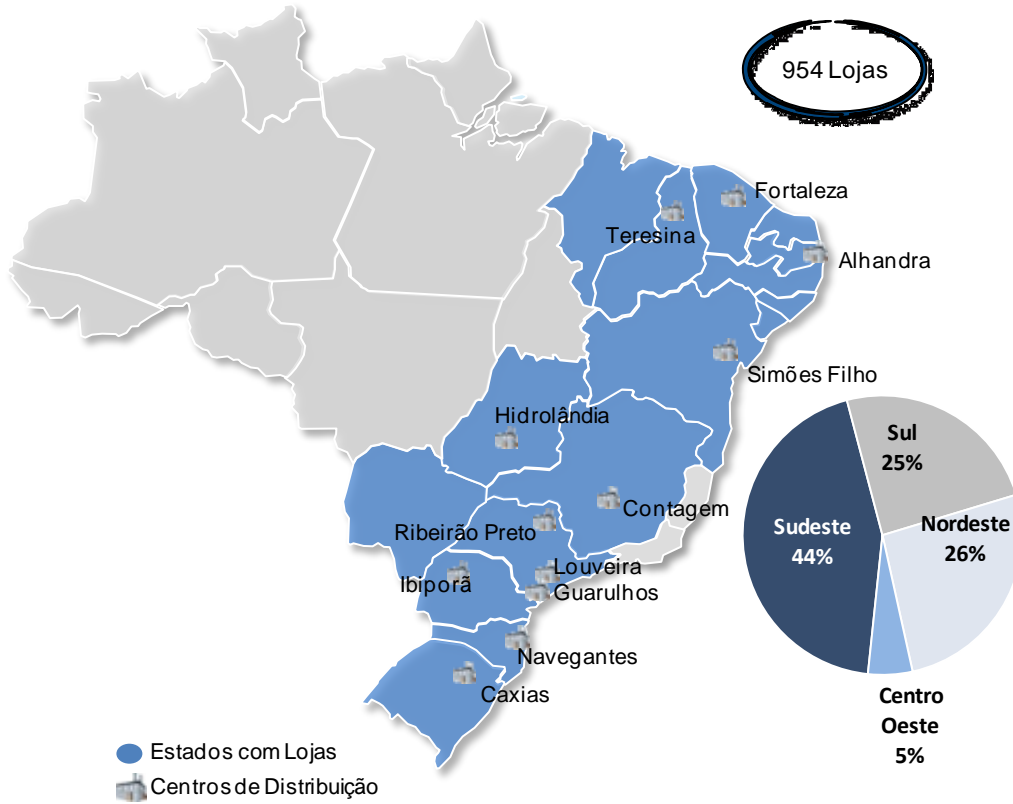 954 Lojas
Fortaleza
Teresina
Alhandra
Simões Filho
Hidrolândia
Contagem
Ribeirão Preto
Louveira
Ibiporã
Guarulhos
Navegantes
Caxias
Sul
25%
Sudeste
44%
Nordeste
26%
Centro
Oeste
5%
Estados com Lojas
Centros de Distribuição